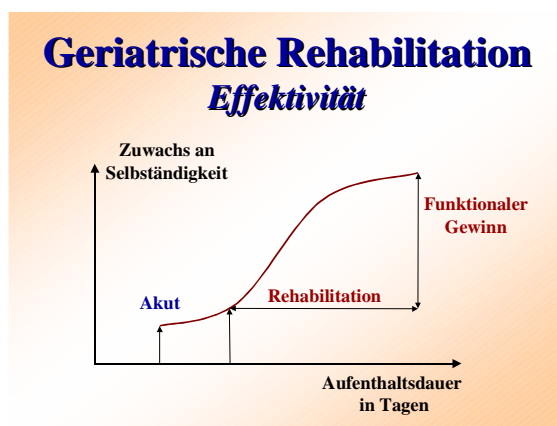 Geriatrische Rehabilitation
Effektivität
Zuwachs an
Selbständigkeit
Funktionaler
Gewinn
Rehabilitation
Akut
Aufenthaltsdauer
in Tagen